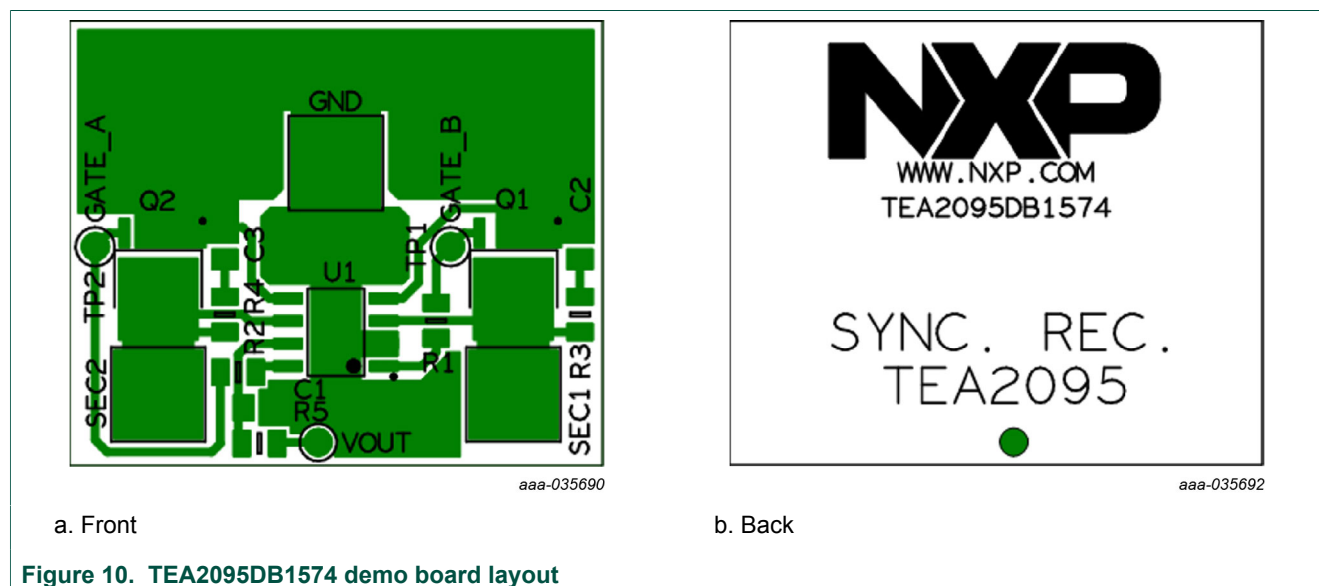 GND
GATE_A
GATE_B
Q2
Q1
C2
C3
TP1
TP2
U1
R4
R2
R1
SEC2
C1
R5
VOUT
SEC1
R3
aaa-035690
a. Front
NXP
WWW.NXP.COM
TEA2095DB1574
SYNC. REC.
TEA2095
aaa-035692
b. Back
Figure 10. TEA2095DB1574 demo board layout